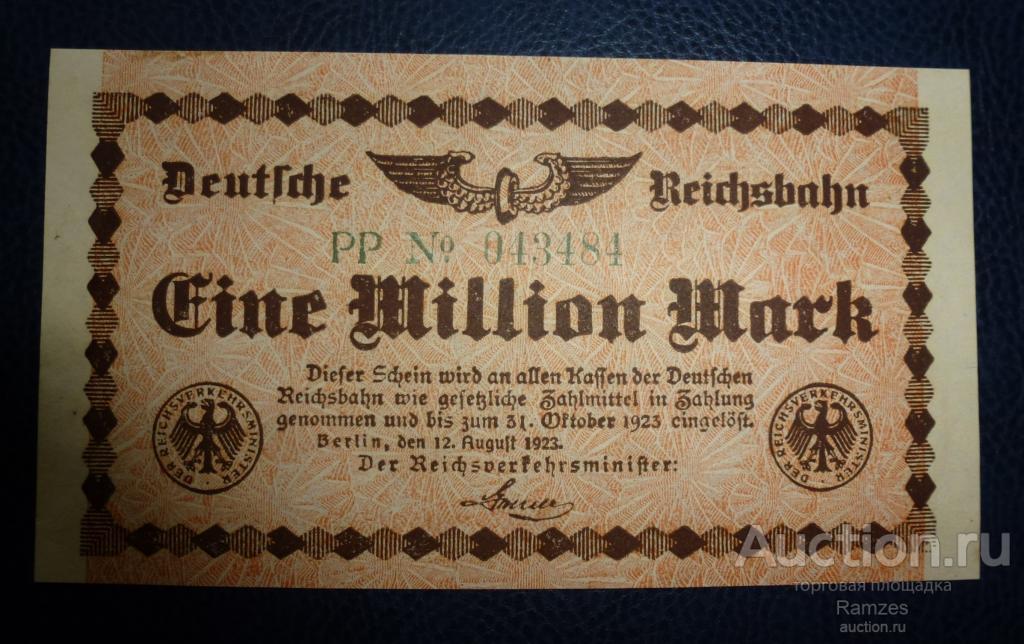 Deutsche Reichsbahn
PP No 043484
Eine Million Mark
Dieser Schein wird an allen Kassen der Deutschen
Reichsbahn wie gesetzliche Zahlmittel in Zahlung
genommen und bis zum 31. Oktober 1923 eingelöst.
Berlin, den 12. August 1923.
Der Reichsverkehrsminister:
DER REICHSVERKEHRSMINISTER
DER REICHSVERKEHRSMINISTER
Auction.ru
торговая площадка
Ramzes
auction.ru